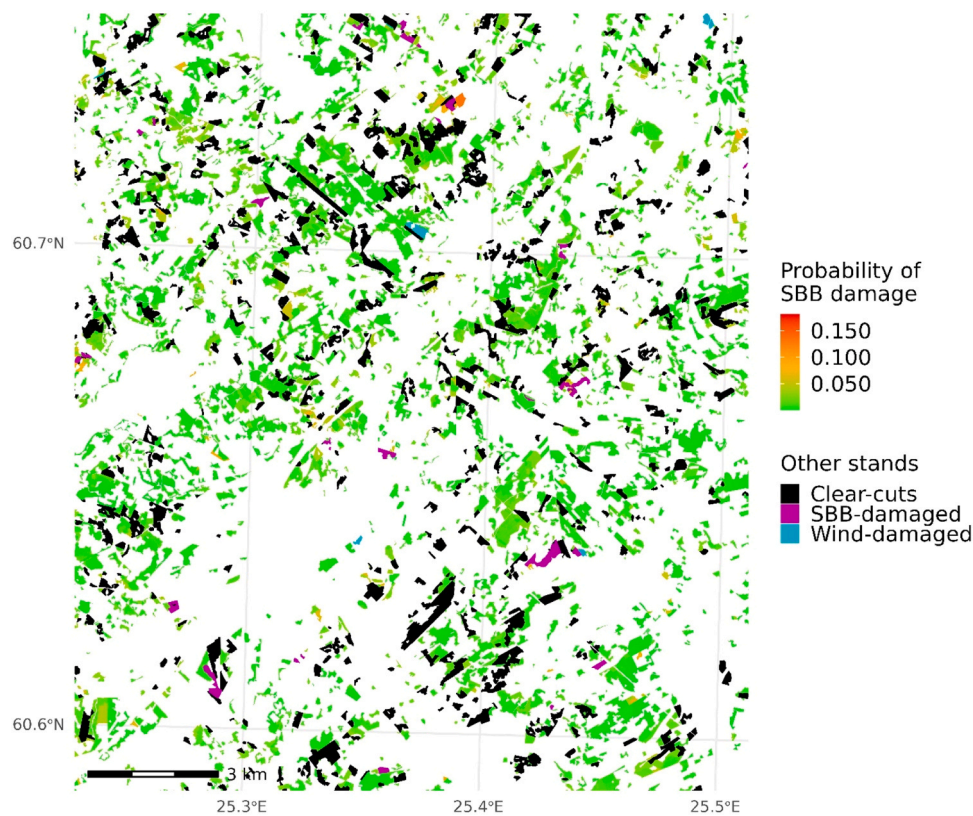 60.7°N
60.6°N
3 km
25.3°E
25.4°E
25.5°E
Probability of
SBB damage
0.150
0.100
0.050
Other stands
Clear-cuts
SBB-damaged
Wind-damaged